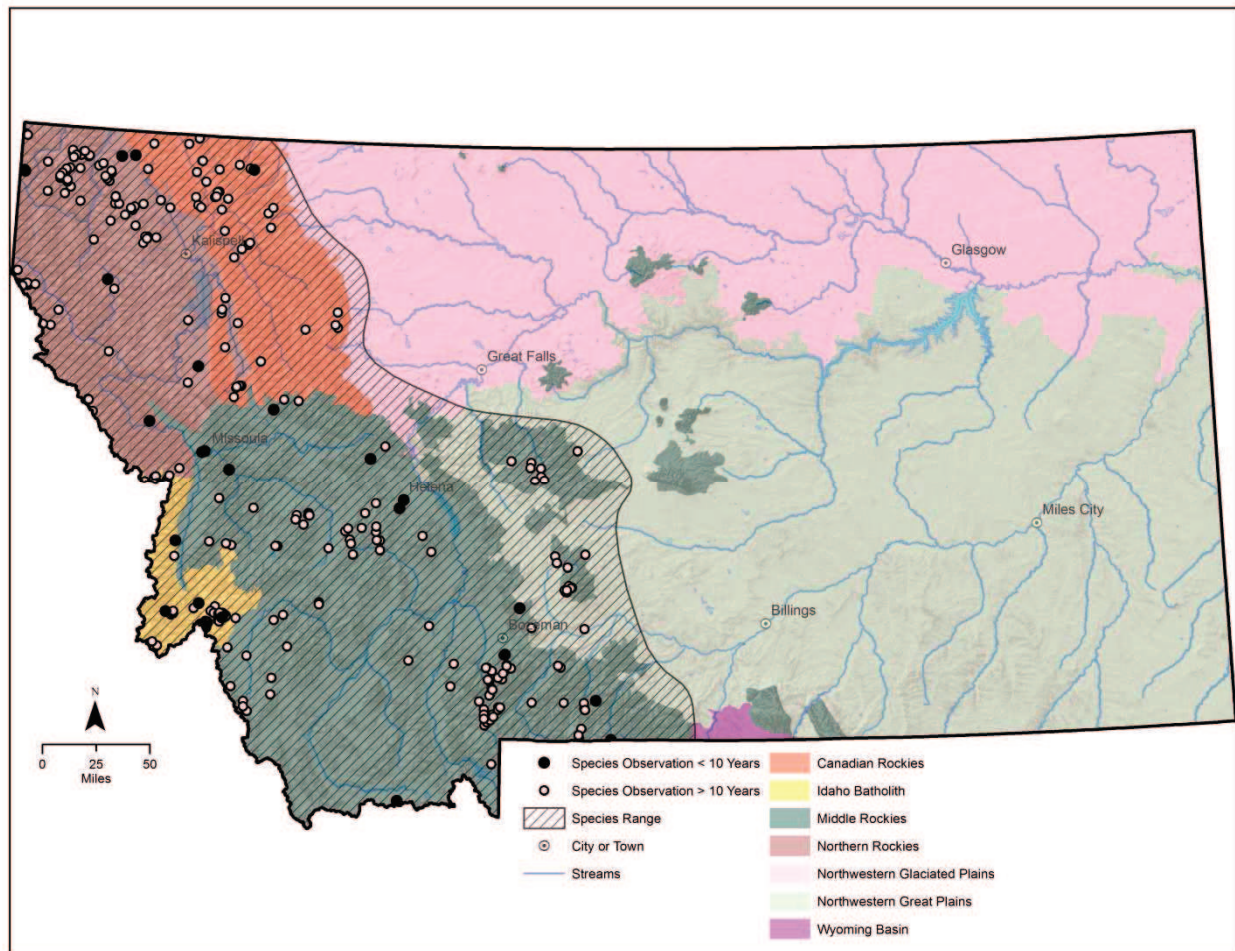 Kalispell
Glasgow
Great Falls
Missoula
Helena
Miles City
Billings
Bozeman
N
0 25 50
Miles
Species Observation < 10 Years
Species Observation > 10 Years
Species Range
City or Town
Streams
Canadian Rockies
Idaho Batholith
Middle Rockies
Northern Rockies
Northwestern Glaciated Plains
Northwestern Great Plains
Wyoming Basin